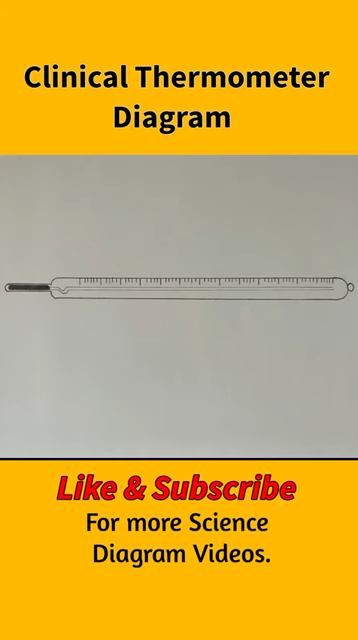 Clinical Thermometer
Diagram
Like & Subscribe
For more Science
Diagram Videos.